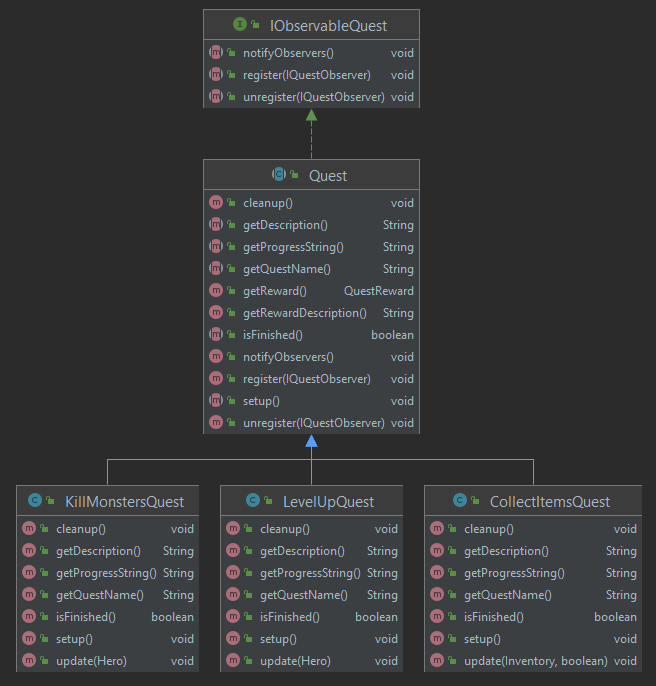 IObservableQuest
notifyObservers() void
register(IQuestObserver) void
unregister(IQuestObserver) void
Quest
cleanup() void
getDescription() String
getProgressString() String
getQuestName() String
getReward() QuestReward
getRewardDescription() String
isFinished() boolean
notifyObservers() void
register(IQuestObserver) void
setup() void
unregister(IQuestObserver) void
KillMonstersQuest
cleanup() void
getDescription() String
getProgressString() String
getQuestName() String
isFinished() boolean
setup() void
update(Hero) void
LevelUpQuest
cleanup() void
getDescription() String
getProgressString() String
getQuestName() String
isFinished() boolean
setup() void
update(Hero) void
CollectItemsQuest
cleanup() void
getDescription() String
getProgressString() String
getQuestName() String
isFinished() boolean
setup() void
update(Inventory, boolean) void